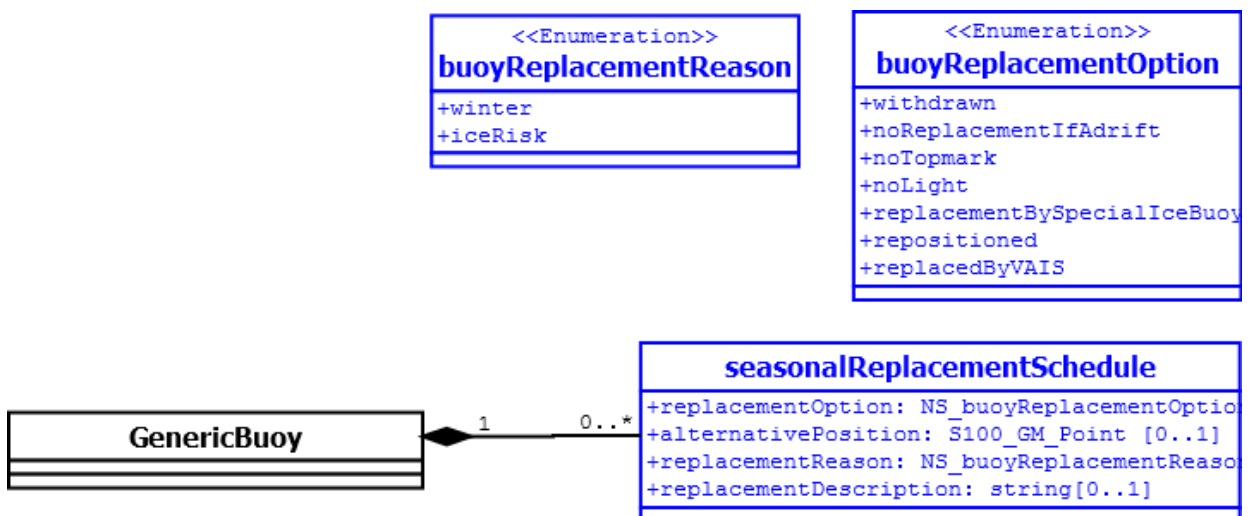 <<Enumeration>>
buoyReplacementReason
+winter
+iceRisk
<<Enumeration>>
buoyReplacementOption
+withdrawn
+noReplacementIfAdrift
+noTopmark
+noLight
+replacementBySpecialIceBuoy
+repositioned
+replacedByVAIS
GenericBuoy
1
0..*
seasonalReplacementSchedule
+replacementOption: NS_buoyReplacementOptio
+alternativePosition: S100_GM_Point [0..1]
+replacementReason: NS_buoyReplacementReaso
+replacementDescription: string[0..1]